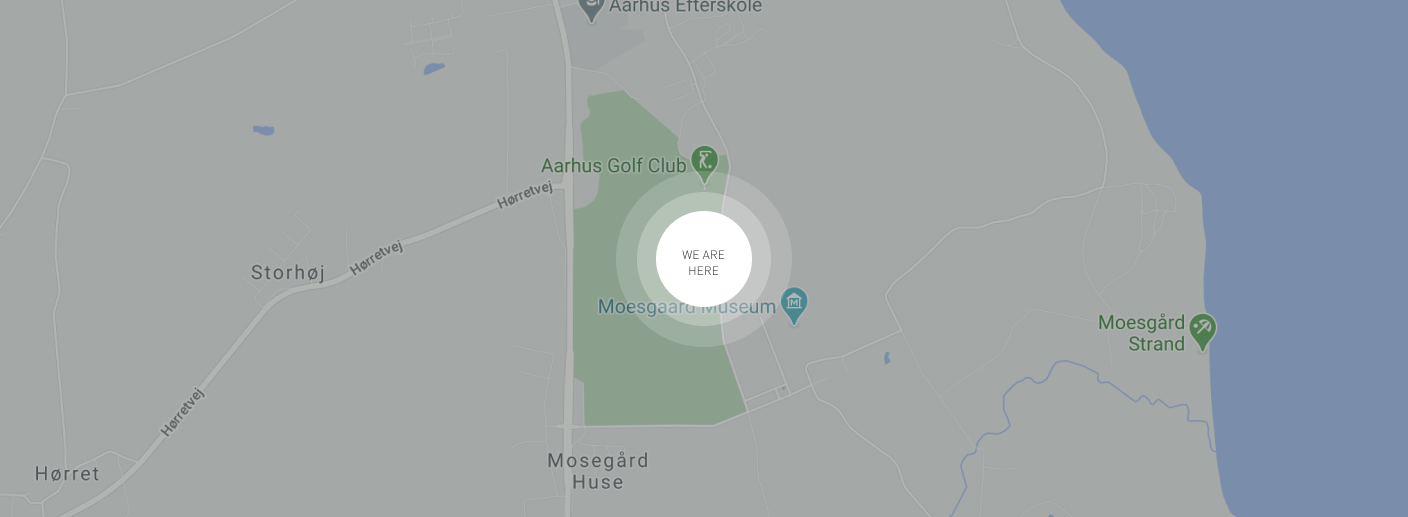 Aarhus Efterskole
Aarhus Golf Club
Hørretvej
Hørretvej
Storhøj
WE ARE
HERE
Moesgaard Museum
Moesgård
Strand
Hørretvej
Mosegård
Huse
Hørret